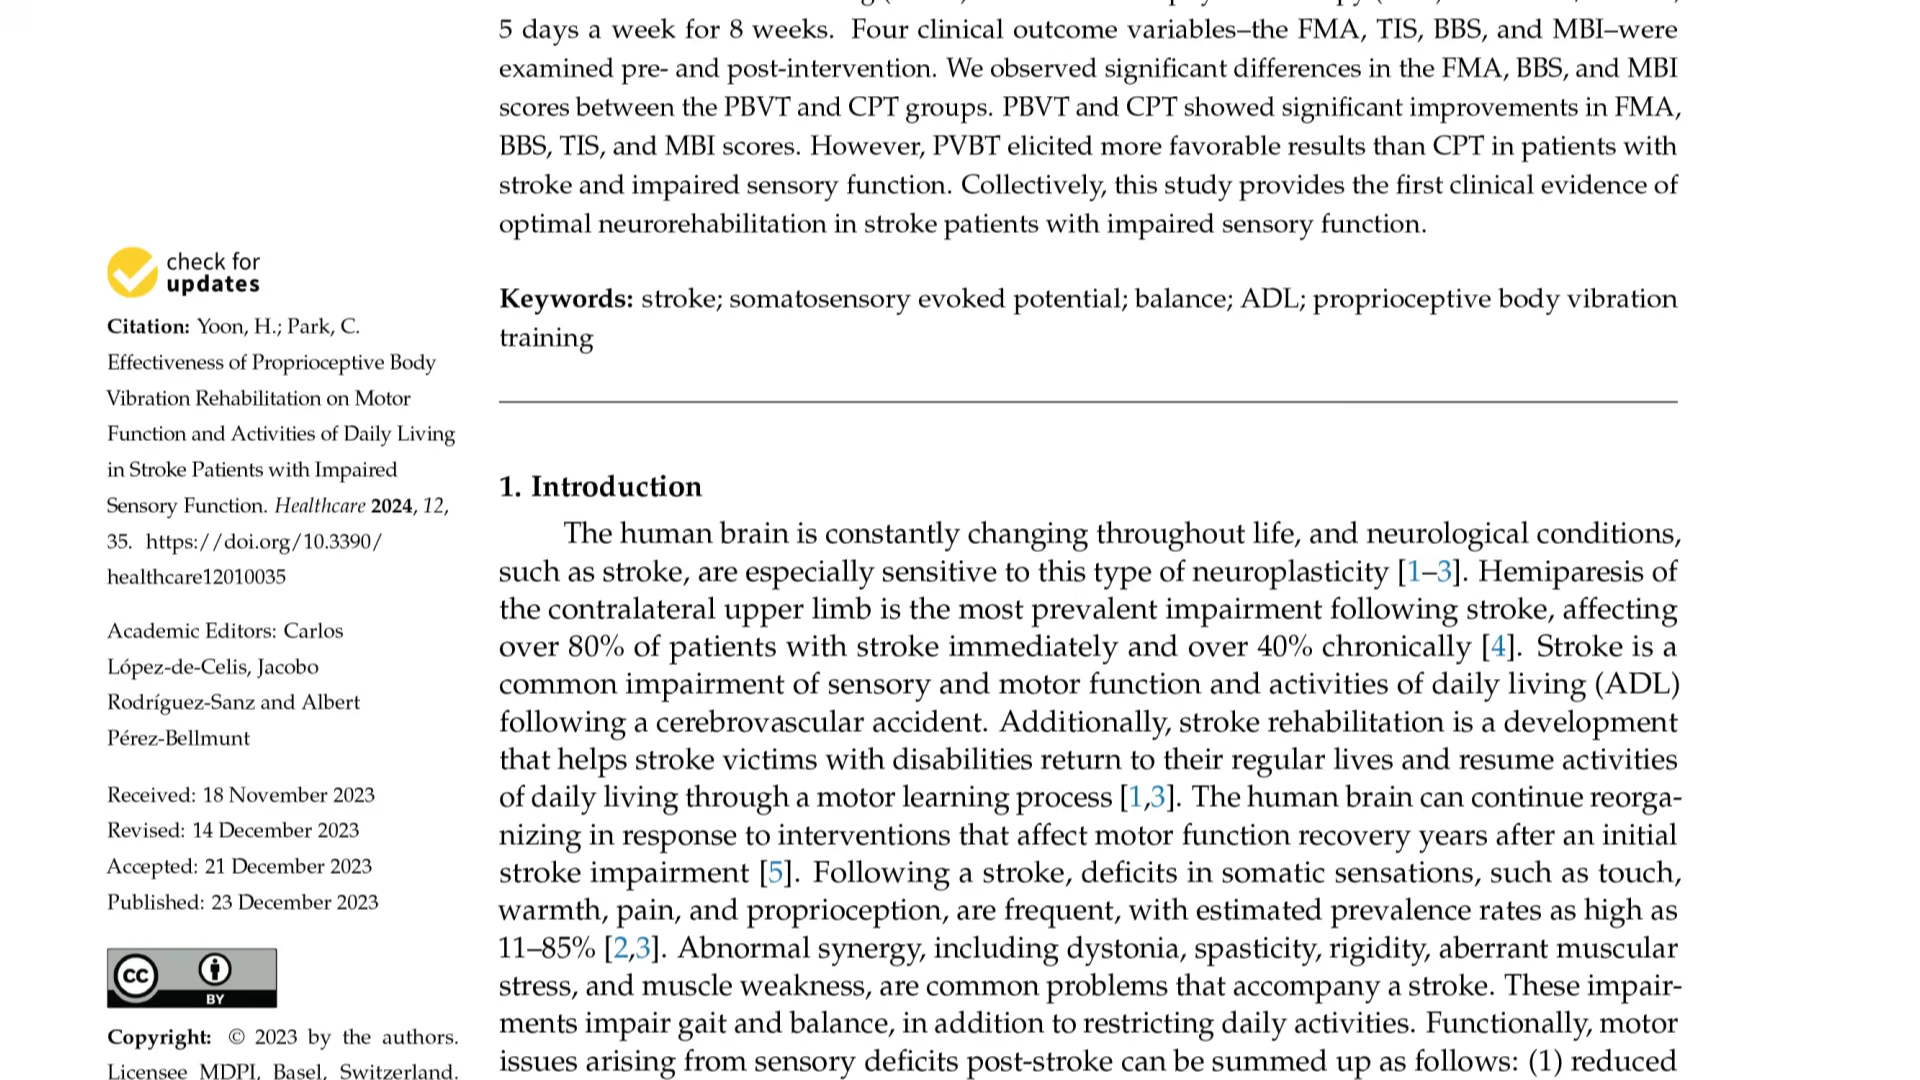 5 days a week for 8 weeks. Four clinical outcome variables–the FMA, TIS, BBS, and MBI–were
examined pre- and post-intervention. We observed significant differences in the FMA, BBS, and MBI
scores between the PBVT and CPT groups. PBVT and CPT showed significant improvements in FMA,
BBS, TIS, and MBI scores. However, PVBT elicited more favorable results than CPT in patients with
stroke and impaired sensory function. Collectively, this study provides the first clinical evidence of
optimal neurorehabilitation in stroke patients with impaired sensory function.
Keywords: stroke; somatosensory evoked potential; balance; ADL; proprioceptive body vibration
training
check for
updates
Citation: Yoon, H.; Park, C.
Effectiveness of Proprioceptive Body
Vibration Rehabilitation on Motor
Function and Activities of Daily Living
in Stroke Patients with Impaired
Sensory Function. Healthcare 2024, 12,
35. https://doi.org/10.3390/
healthcare12010035
Academic Editors: Carlos
López-de-Celis, Jacobo
Rodríguez-Sanz and Albert
Pérez-Bellmunt
Received: 18 November 2023
Revised: 14 December 2023
Accepted: 21 December 2023
Published: 23 December 2023
cc
BY
Copyright: © 2023 by the authors.
Licensee MDPI, Basel, Switzerland.
1. Introduction
The human brain is constantly changing throughout life, and neurological conditions,
such as stroke, are especially sensitive to this type of neuroplasticity [1–3]. Hemiparesis of
the contralateral upper limb is the most prevalent impairment following stroke, affecting
over 80% of patients with stroke immediately and over 40% chronically [4]. Stroke is a
common impairment of sensory and motor function and activities of daily living (ADL)
following a cerebrovascular accident. Additionally, stroke rehabilitation is a development
that helps stroke victims with disabilities return to their regular lives and resume activities
of daily living through a motor learning process [1,3]. The human brain can continue reorga-
nizing in response to interventions that affect motor function recovery years after an initial
stroke impairment [5]. Following a stroke, deficits in somatic sensations, such as touch,
warmth, pain, and proprioception, are frequent, with estimated prevalence rates as high as
11–85% [2,3]. Abnormal synergy, including dystonia, spasticity, rigidity, aberrant muscular
stress, and muscle weakness, are common problems that accompany a stroke. These impair-
ments impair gait and balance, in addition to restricting daily activities. Functionally, motor
issues arising from sensory deficits post-stroke can be summed up as follows: (1) reduced